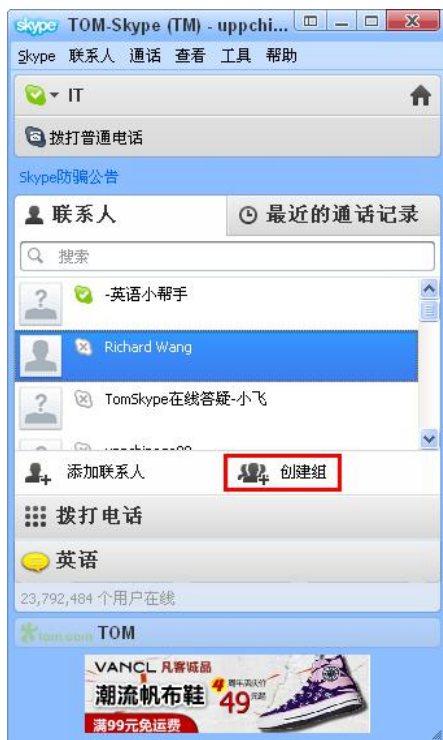 skype TOM-Skype (TM) - uppchi...
Skype 联系人 通话 查看 工具 帮助
IT
拨打普通电话
Skype防骗公告
联系人 最近的通话记录
搜索
-英语小帮手
Richard Wang
TomSkype在线答疑-小飞
添加联系人 创建组
拨打电话
英语
23,792,484 个用户在线
tom.com TOM
VANCL 凡客诚品
潮流帆布鞋 49元起
满99元免运费